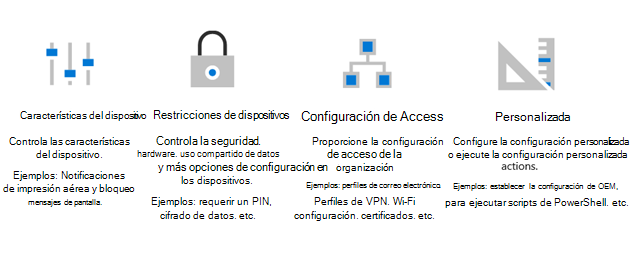 Características del dispositivo
Controla las características
del dispositivo.
Ejemplos: Notificaciones
de impresión aérea y bloqueo
mensajes de pantalla.
Restricciones de dispositivos
Controla la seguridad.
hardware. uso compartido de datos
y más opciones de configuración en
los dispositivos.
Ejemplos: requerir un PIN,
cifrado de datos. etc.
Configuración de Access
Proporcione la configuración
de acceso de la
organización
Ejemplos: perfiles de correo electrónico.
Perfiles de VPN. Wi-Fi
configuración. certificados. etc.
Personalizada
Configure la configuración personalizada
o ejecute la configuración personalizada
actions.
Ejemplos: establecer la configuración de OEM,
para ejecutar scripts de PowerShell. etc.